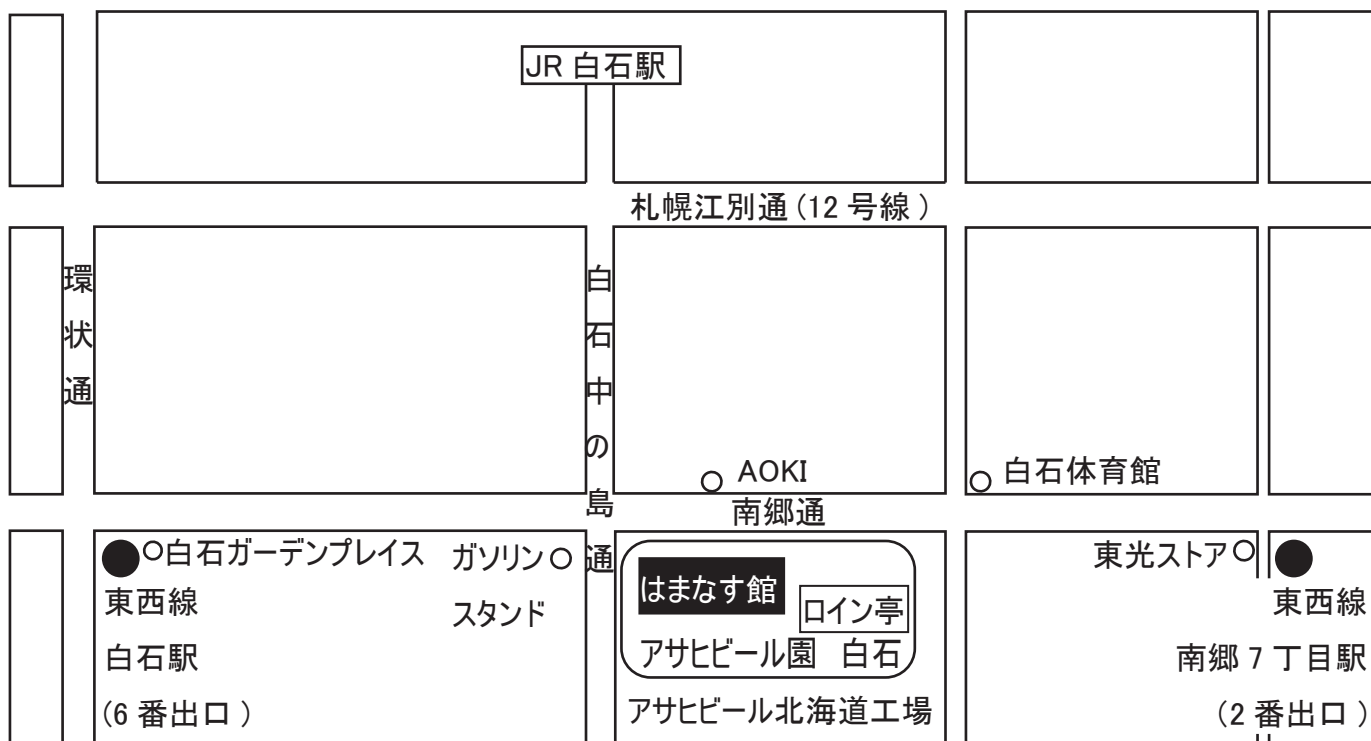 JR 白石駅
札幌江別通 (12 号線 )
環状通
白石中の島通
AOKI
白石体育館
南郷通
白石ガーデンプレイス
東西線
白石駅
(6 番出口 )
ガソリン
スタンド
はまなす館
ロイン亭
アサヒビール園 白石
アサヒビール北海道工場
東光ストア
東西線
南郷 7 丁目駅
(2 番出口 )